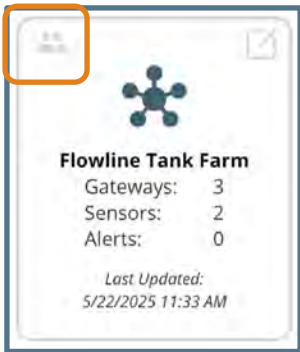 Flowline Tank Farm
Gateways: 3
Sensors: 2
Alerts: 0
Last Updated:
5/22/2025 11:33 AM